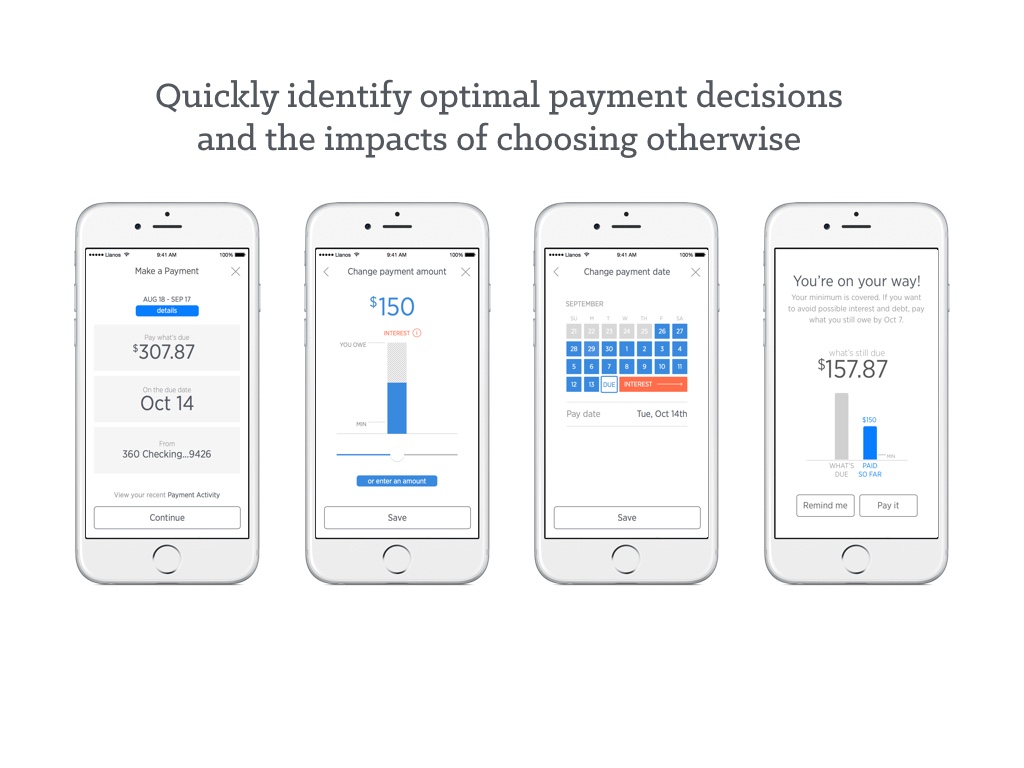 Quickly identify optimal payment decisions
and the impacts of choosing otherwise
Llanos 9:41 AM 100%
Make a Payment
AUG 18 - SEP 17
details
Pay what's due
$307.87
On the due date
Oct 14
From
360 Checking...9426
View your recent Payment Activity
Continue
Llanos 9:41 AM 100%
Change payment amount
$150
INTEREST
YOU OWE
MIN
or enter an amount
Save
Llanos 9:41 AM 100%
Change payment date
SEPTEMBER
SU M T W TH F SA
21 22 23 24 25 26 27
28 29 30 1 2 3 4
5 6 7 8 9 10 11
12 13 DUE INTEREST
Pay date Tue, Oct 14th
Save
You're on your way!
Your minimum is covered. If you want
to avoid possible interest and debt, pay
what you still owe by Oct 7.
what's still due
$157.87
$150
MIN
WHAT'S DUE
PAID SO FAR
Remind me Pay it